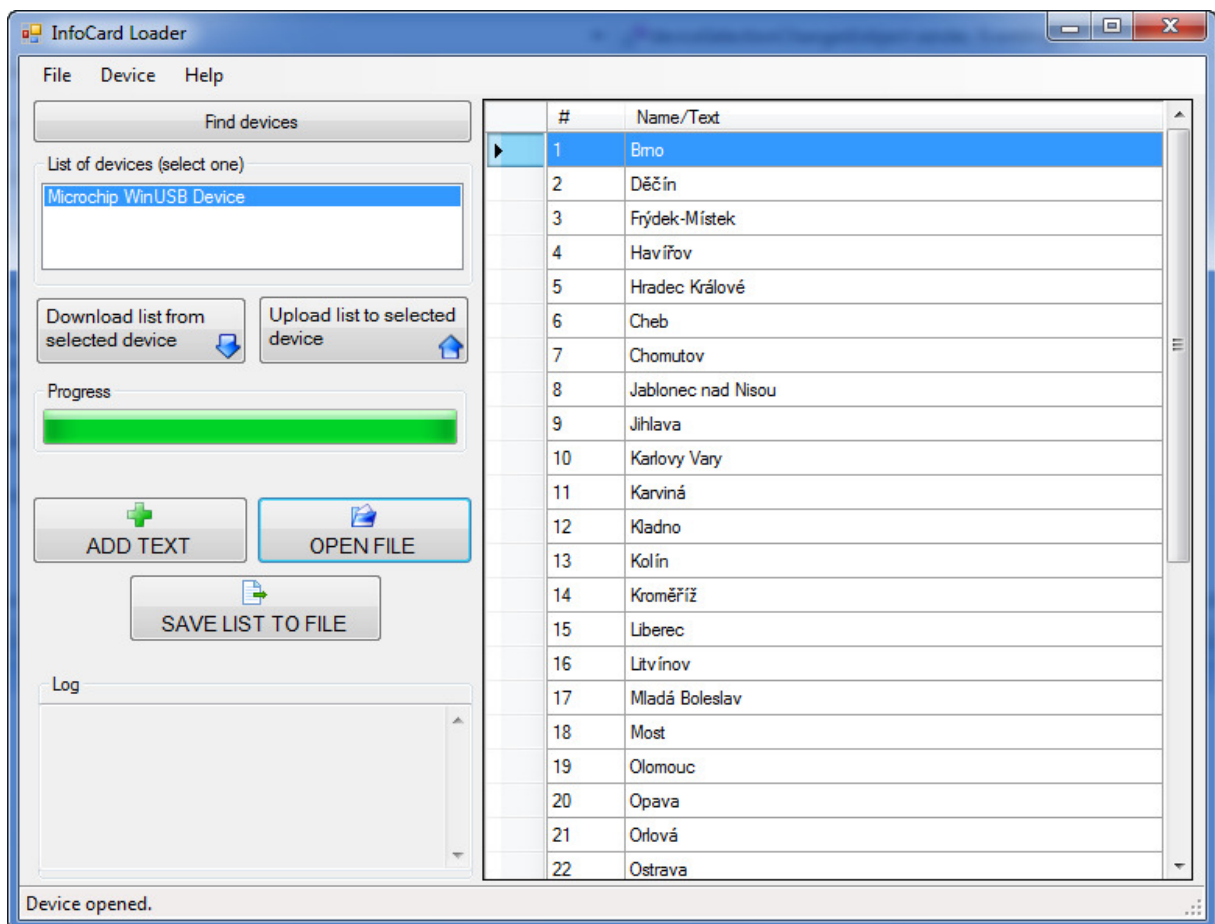 InfoCard Loader
File Device Help
Find devices
List of devices (select one)
Microchip WinUSB Device
Download list from
selected device
Upload list to selected
device
Progress
ADD TEXT
OPEN FILE
SAVE LIST TO FILE
Log
# Name/Text
1 Brno
2 Děčín
3 Frýdek-Místek
4 Havířov
5 Hradec Králové
6 Cheb
7 Chomutov
8 Jablonec nad Nisou
9 Jihlava
10 Karlovy Vary
11 Karviná
12 Kladno
13 Kolín
14 Kroměříž
15 Liberec
16 Litvínov
17 Mladá Boleslav
18 Most
19 Olomouc
20 Opava
21 Orlová
22 Ostrava
Device opened.